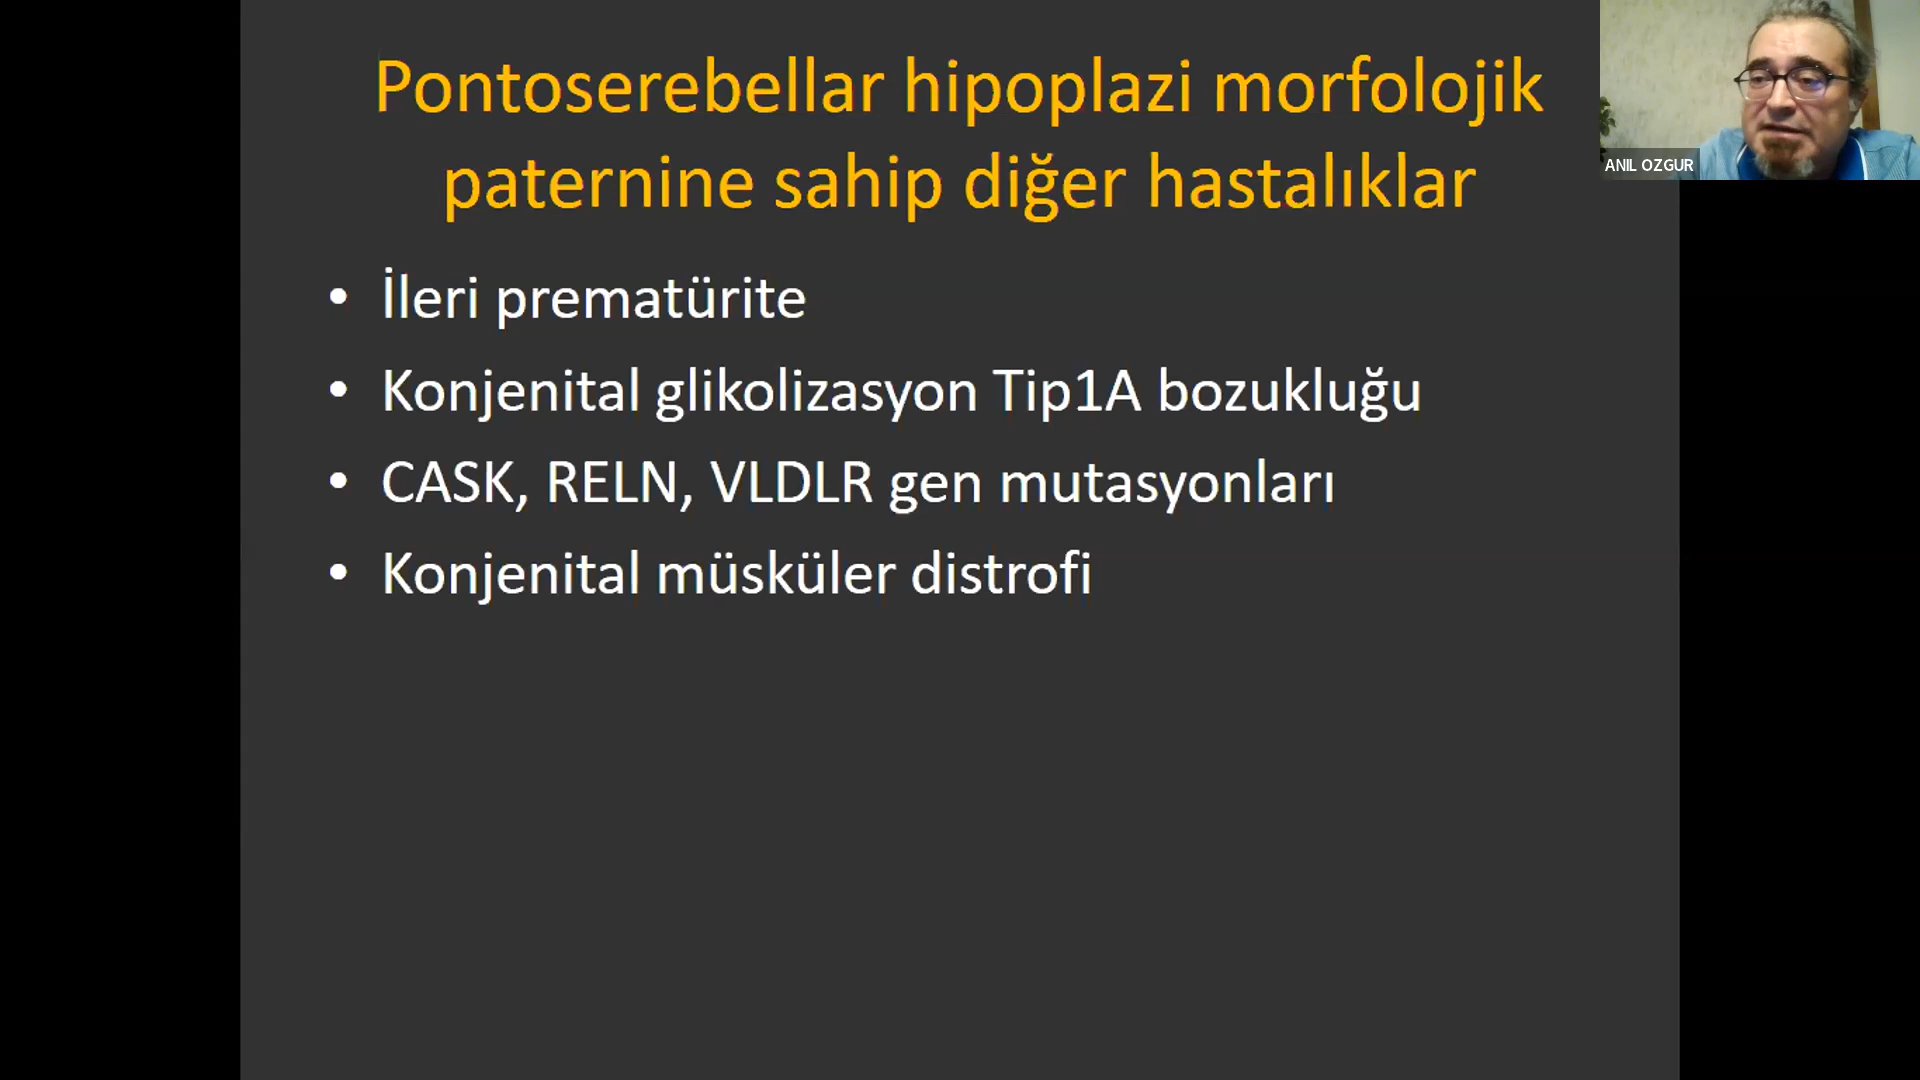 Pontoserebellar hipoplazi morfolojik
paternine sahip diğer hastalıklar
• İleri prematürite
• Konjenital glikolizasyon Tip1A bozukluğu
• CASK, RELN, VLDLR gen mutasyonları
• Konjenital müsküler distrofi
ANIL OZGUR